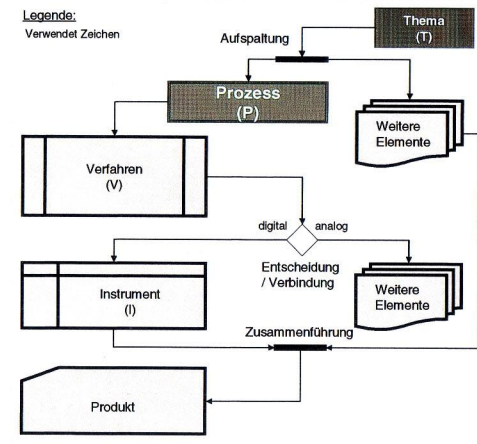 Legende:
Verwendet Zeichen
Thema
(T)
Aufspaltung
Prozess
(P)
Weitere
Elemente
Verfahren
(V)
digital
analog
Entscheidung
/ Verbindung
Instrument
(I)
Weitere
Elemente
Zusammenführung
Produkt